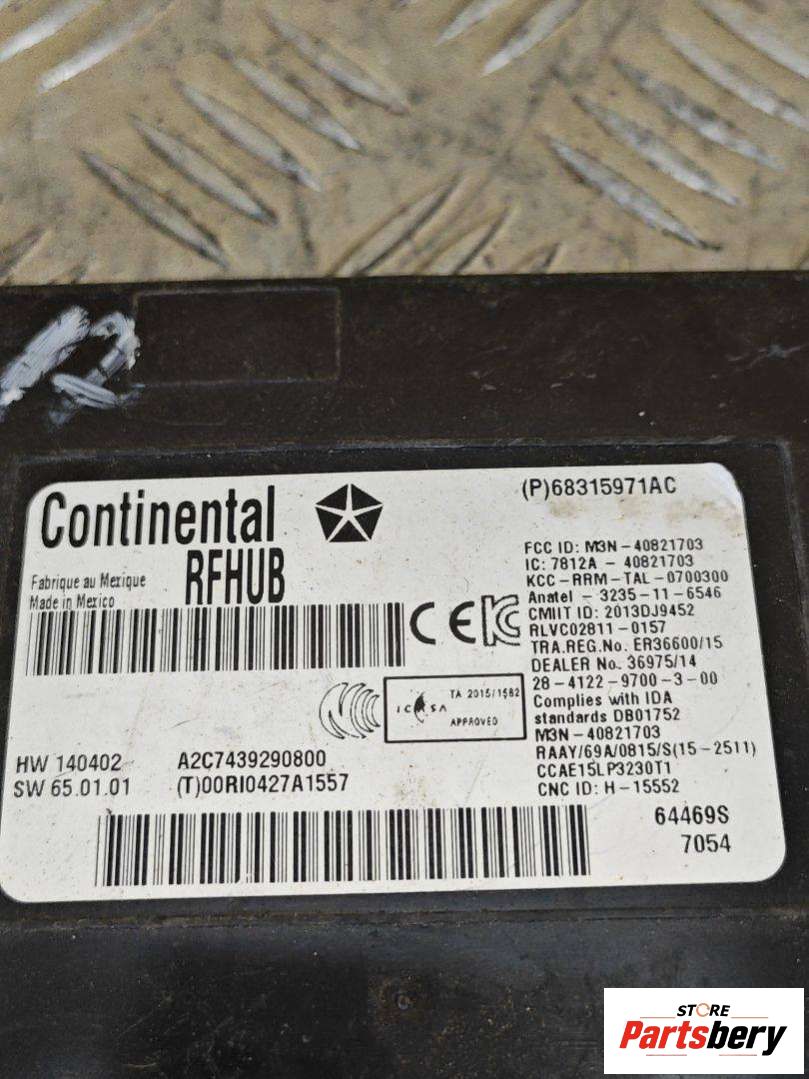 Continental
RFHUB
Fabrique au Mexique
Made in Mexico
(P)68315971AC
FCC ID: M3N-40821703
IC: 7812A - 40821703
KCC-RRM-TAL-0700300
Anatel - 3235-11-6546
CMIIT ID: 2013DJ9452
RLVC02811-0157
TRA.REG.No. ER36600/15
DEALER No. 36975/14
28-4122-9700-3-00
Complies with IDA
standards DB01752
M3N-40821703
RAAY/69A/0815/S(15-2511)
CCAE15LP3230T1
CNC ID: H-15552
CE
TA 2015/1582
ICASA
APPROVED
HW 140402
A2C7439290800
SW 65.01.01
(T)00RI0427A1557
64469S
7054
STORE
Partsbery